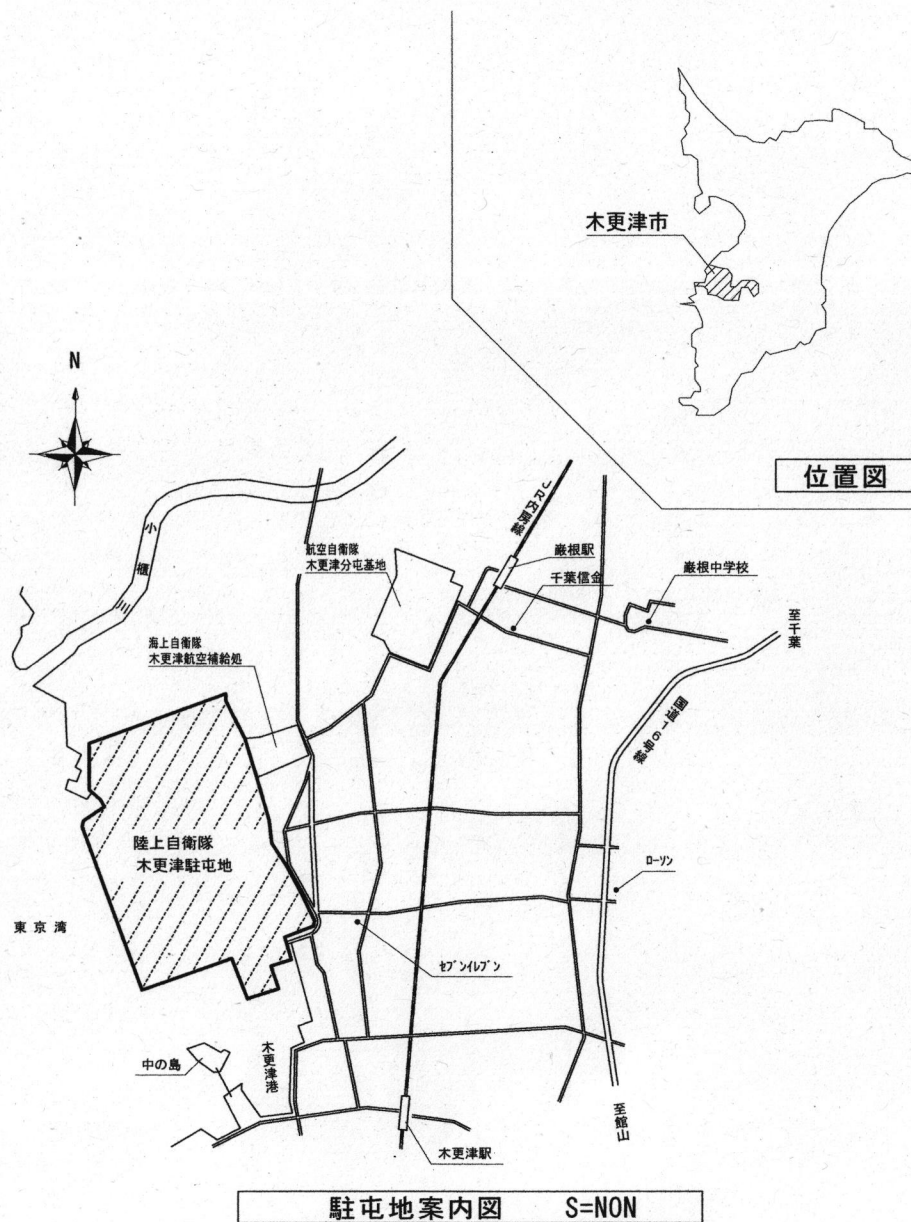 木更津市
位置図
N
小櫃川
JR内房線
航空自衛隊
木更津分屯基地
巌根駅
千葉信金
巌根中学校
至千葉
海上自衛隊
木更津航空補給処
国道16号線
陸上自衛隊
木更津駐屯地
ローソン
東京湾
セブンイレブン
中の島
木更津港
至館山
木更津駅
駐屯地案内図 S=NON